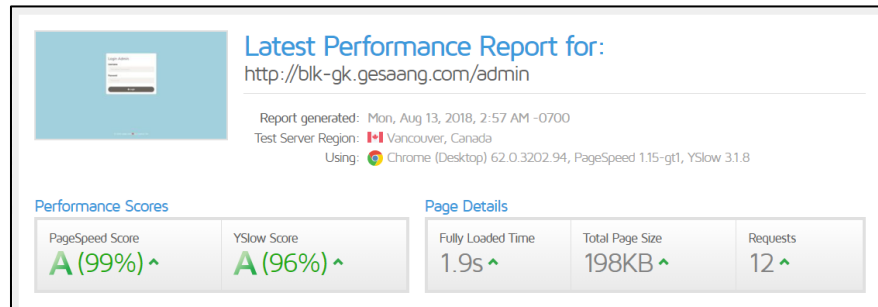 Latest Performance Report for:
http://blk-gk.gesaang.com/admin
Report generated: Mon, Aug 13, 2018, 2:57 AM -0700
Test Server Region: Vancouver, Canada
Using: Chrome (Desktop) 62.0.3202.94, PageSpeed 1.15-gt1, YSlow 3.1.8
Login Admin
Performance Scores
PageSpeed Score
A (99%)
YSlow Score
A (96%)
Page Details
Fully Loaded Time
1.9s
Total Page Size
198KB
Requests
12